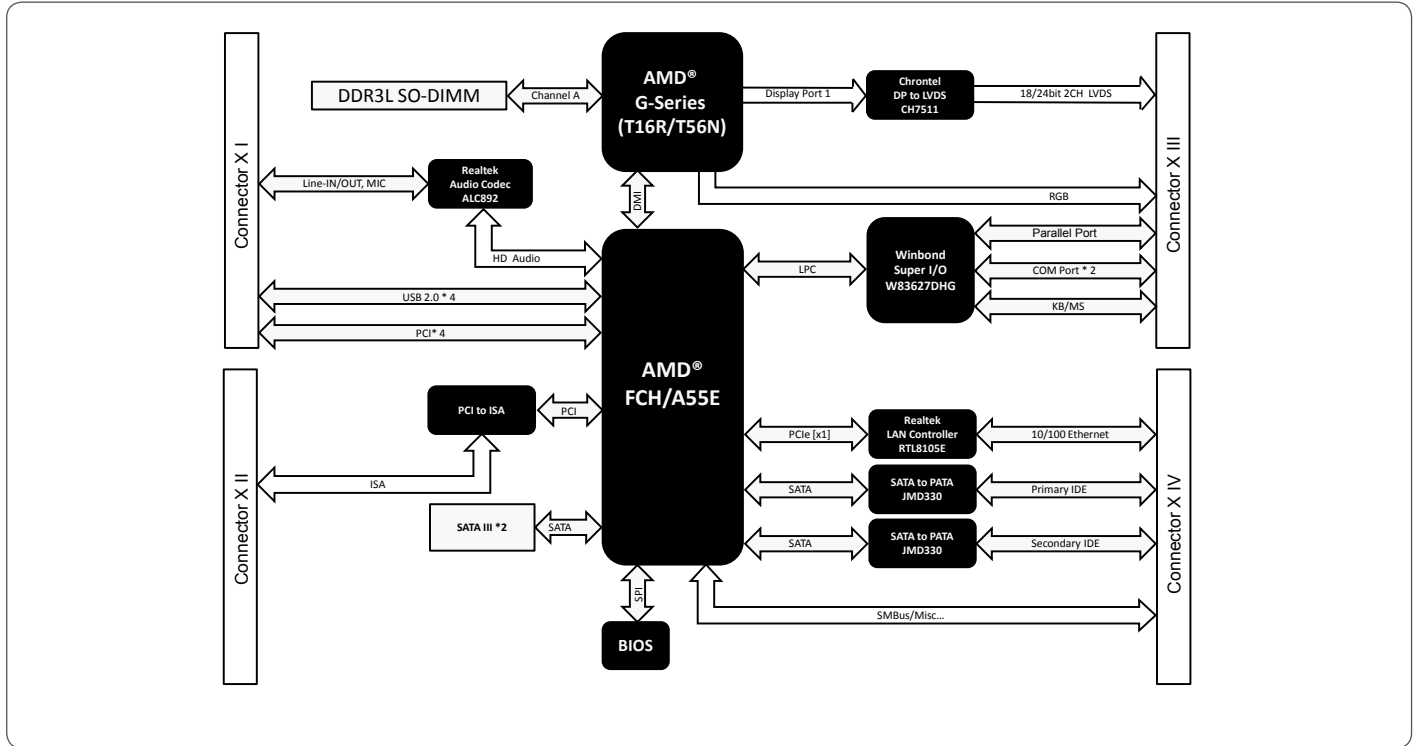 Connector X I
DDR3L SO-DIMM
Channel A
AMD®
G-Series
(T16R/T56N)
Display Port 1
Chrontel
DP to LVDS
CH7511
18/24bit 2CH LVDS
Connector X III
Line-IN/OUT, MIC
Realtek
Audio Codec
ALC892
DMI
RGB
HD Audio
LPC
Winbond
Super I/O
W83627DHG
Parallel Port
COM Port * 2
KB/MS
USB 2.0 * 4
PCI* 4
AMD®
FCH/A55E
Connector X II
PCI to ISA
PCI
ISA
SATA III *2
SATA
PCIe [x1]
Realtek
LAN Controller
RTL8105E
10/100 Ethernet
SATA
SATA to PATA
JMD330
Primary IDE
SATA
SATA to PATA
JMD330
Secondary IDE
Connector X IV
SPI
SMBus/Misc...
BIOS